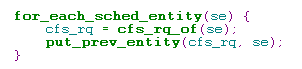 for_each_sched_entity(se) {
    cfs_rq = cfs_rq_of(se);
    put_prev_entity(cfs_rq, se);
}